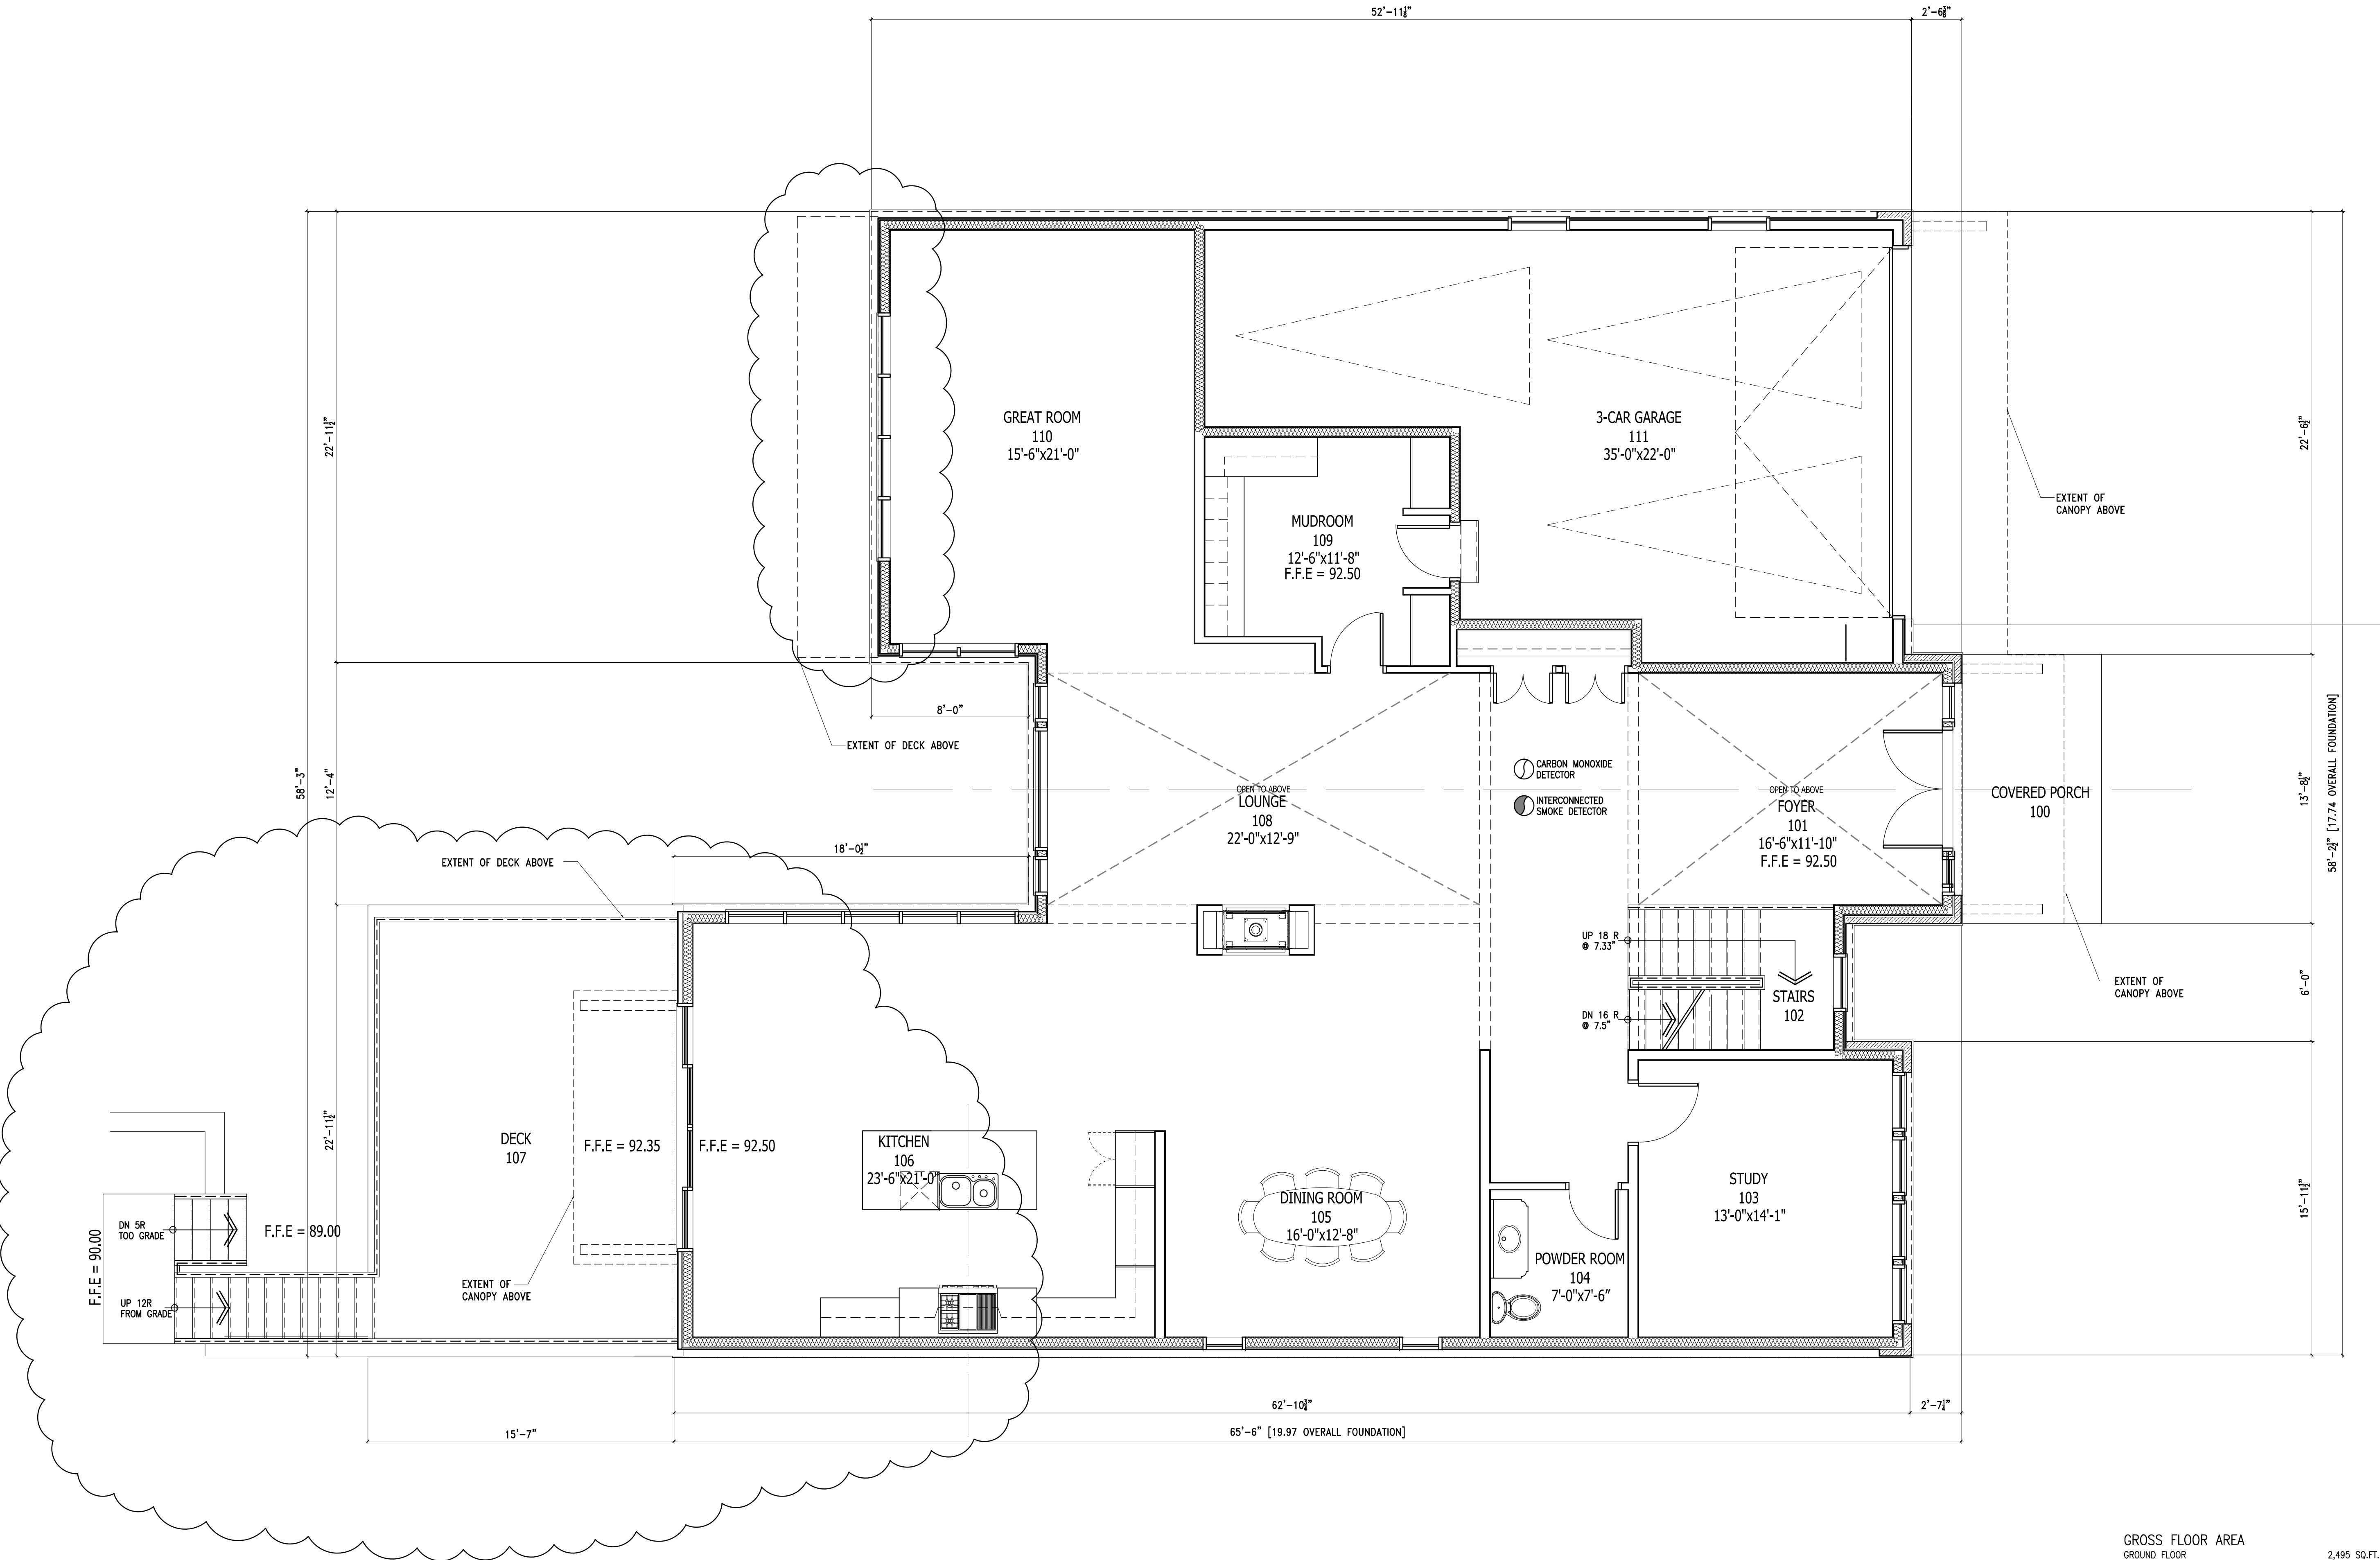 52'-11⅛"
2'-6⅜"
22'-11½"
GREAT ROOM
110
15'-6"x21'-0"
3-CAR GARAGE
111
35'-0"x22'-0"
22'-6½"
EXTENT OF
CANOPY ABOVE
MUDROOM
109
12'-6"x11'-8"
F.F.E = 92.50
8'-0"
EXTENT OF DECK ABOVE
58'-3"
12'-4"
CARBON MONOXIDE
DETECTOR
INTERCONNECTED
SMOKE DETECTOR
OPEN TO ABOVE
LOUNGE
108
22'-0"x12'-9"
OPEN TO ABOVE
FOYER
101
16'-6"x11'-10"
F.F.E = 92.50
COVERED PORCH
100
13'-8½"
58'-2½" [17.74 OVERALL FOUNDATION]
18'-0½"
EXTENT OF DECK ABOVE
UP 18 R
@ 7.33"
STAIRS
102
DN 16 R
@ 7.5"
EXTENT OF
CANOPY ABOVE
6'-0"
22'-11½"
DECK
107
F.F.E = 92.35
F.F.E = 92.50
KITCHEN
106
23'-6"x21'-0"
DINING ROOM
105
16'-0"x12'-8"
STUDY
103
13'-0"x14'-1"
15'-11½"
POWDER ROOM
104
7'-0"x7'-6"
F.F.E = 90.00
DN 5R
TOO GRADE
F.F.E = 89.00
UP 12R
FROM GRADE
EXTENT OF
CANOPY ABOVE
62'-10¾"
2'-7¼"
15'-7"
65'-6" [19.97 OVERALL FOUNDATION]
GROSS FLOOR AREA
GROUND FLOOR 2,495 SQ.FT.